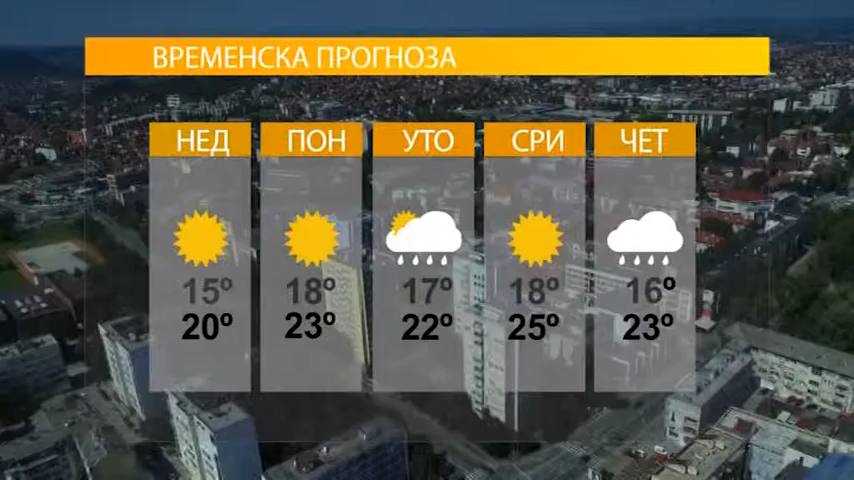 ВРЕМЕНСКА ПРОГНОЗА
НЕД ПОН УТО СРИ ЧЕТ
15º 18º 17º 18º 16º
20º 23º 22º 25º 23º